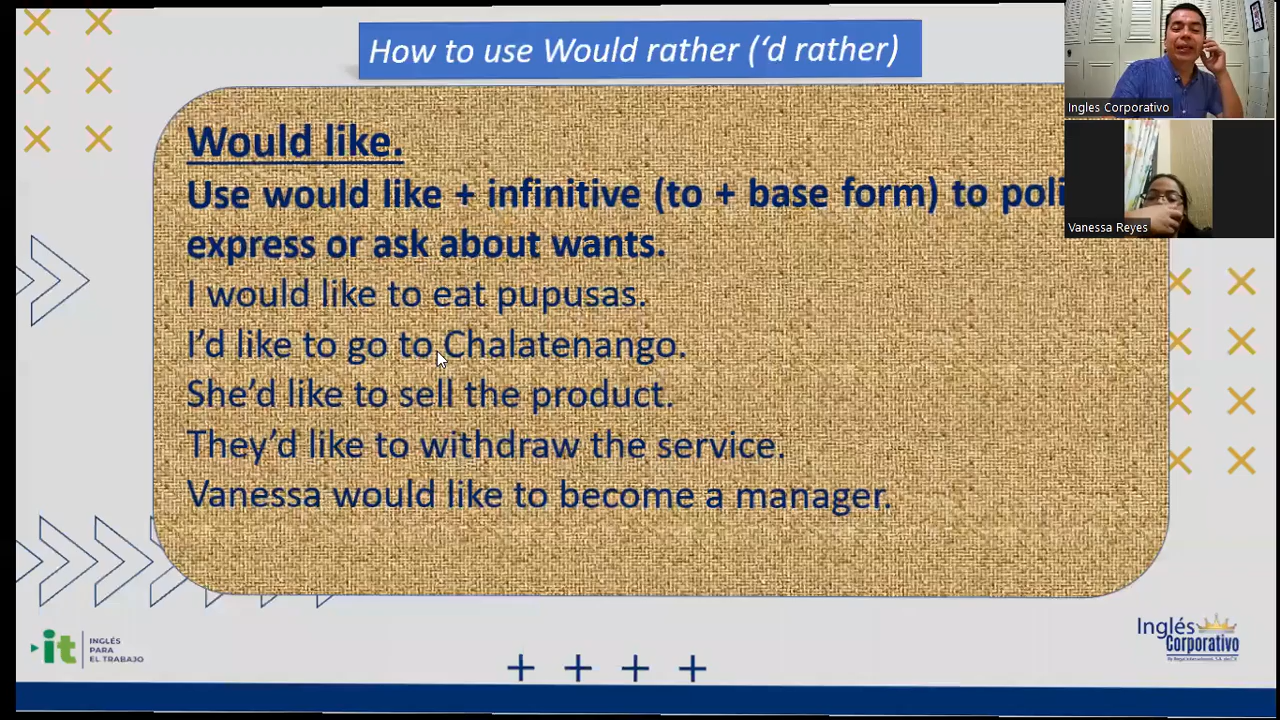 How to use Would rather (‘d rather)
Would like.
Use would like + infinitive (to + base form) to
express or ask about wants.
I would like to eat pupusas.
I’d like to go to Chalatenango.
She’d like to sell the product.
They’d like to withdraw the service.
Vanessa would like to become a manager.
Ingles Corporativo
Vanessa Reyes
it
INGLÉS
PARA
EL TRABAJO
Inglés
Corporativo